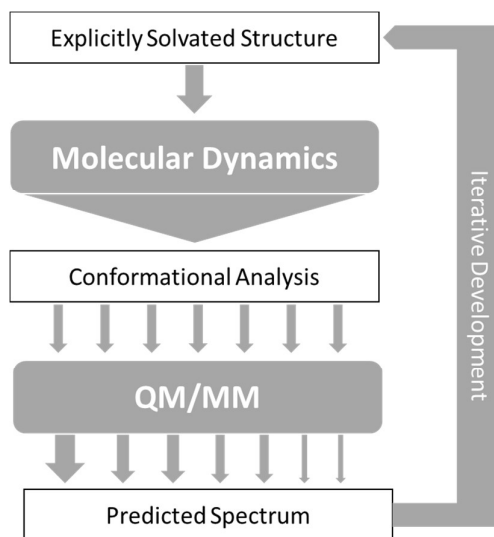 Explicitly Solvated Structure
Molecular Dynamics
Conformational Analysis
QM/MM
Predicted Spectrum
Iterative Development